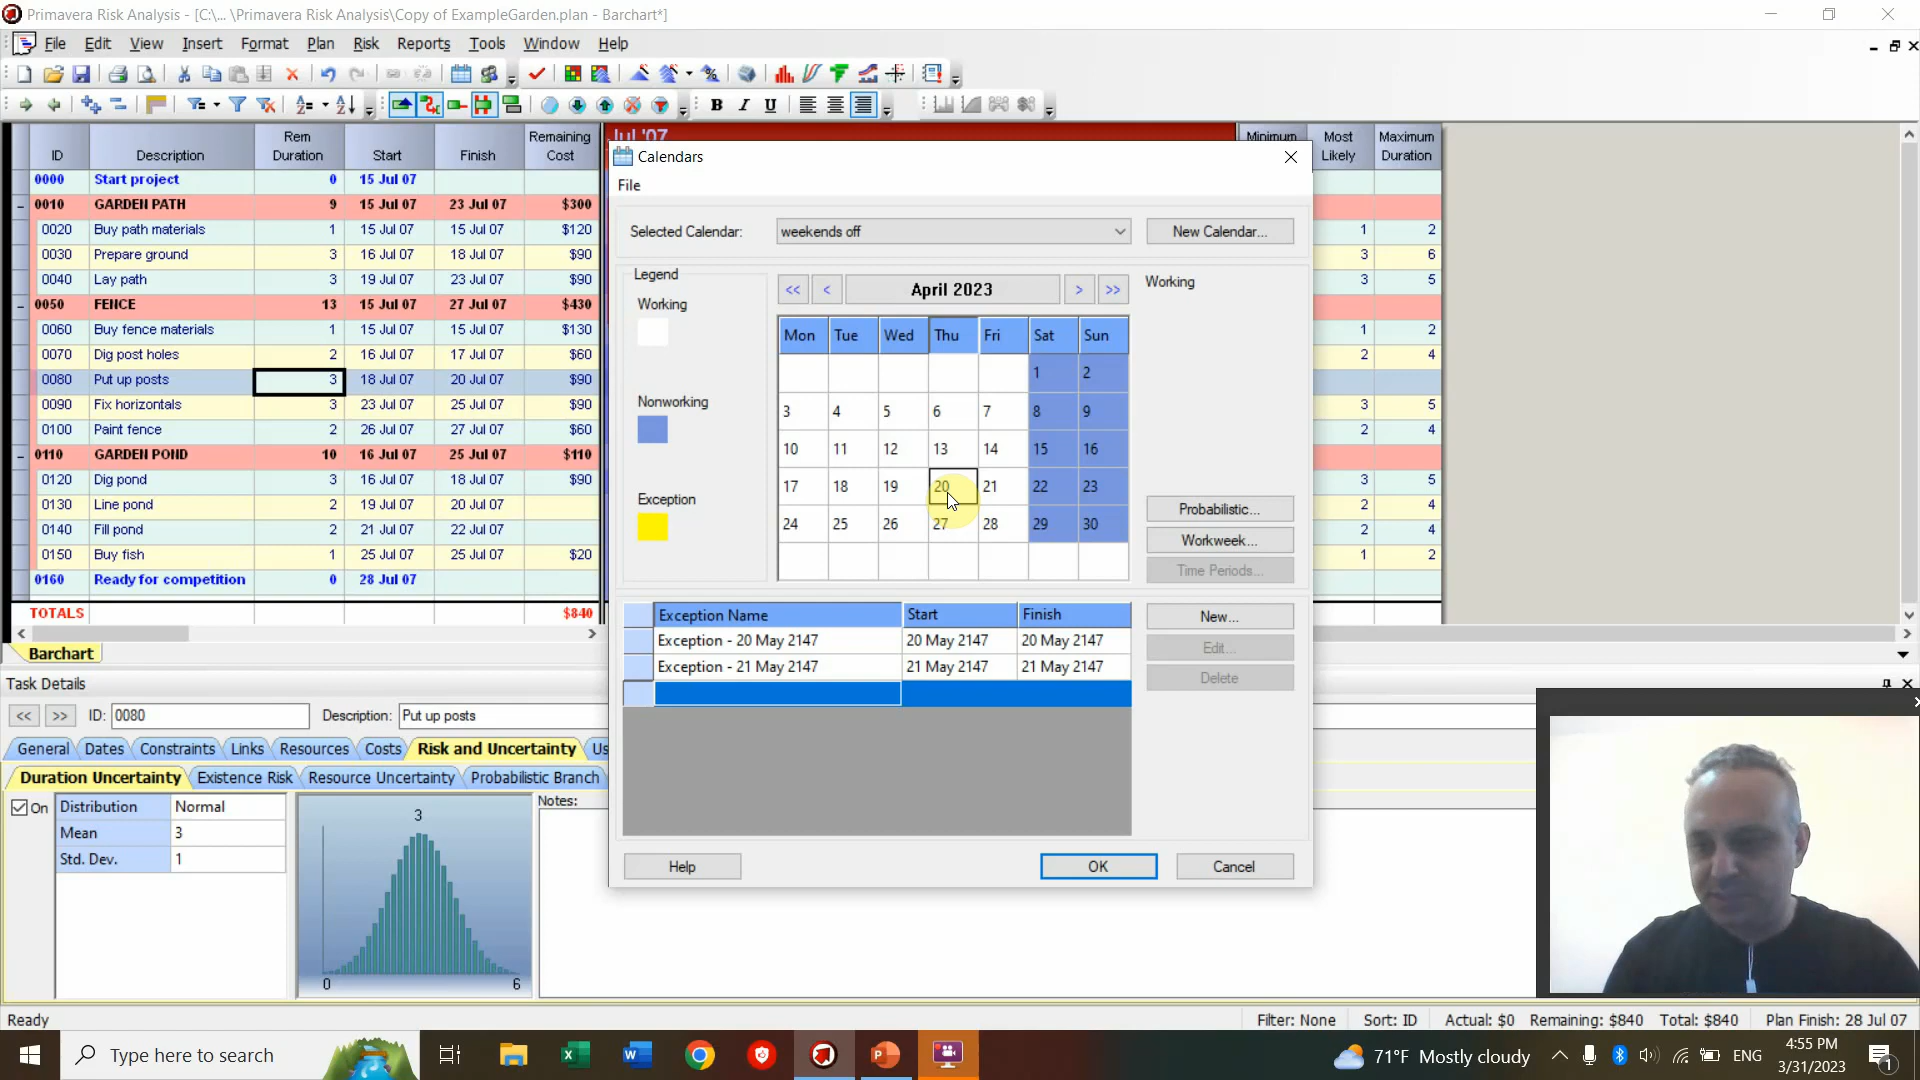 Primavera Risk Analysis - [C:\... \Primavera Risk Analysis\Copy of ExampleGarden.plan - Barchart*]
File Edit View Insert Format Plan Risk Reports Tools Window Help
ID Description Rem Duration Start Finish Remaining Cost Jul '07 Minimum Most Likely Maximum Duration
0000 Start project 0 15 Jul 07
0010 GARDEN PATH 9 15 Jul 07 23 Jul 07 $300
0020 Buy path materials 1 15 Jul 07 15 Jul 07 $120 1 2
0030 Prepare ground 3 16 Jul 07 18 Jul 07 $90 3 6
0040 Lay path 3 19 Jul 07 23 Jul 07 $90 3 5
0050 FENCE 13 15 Jul 07 27 Jul 07 $430
0060 Buy fence materials 1 15 Jul 07 15 Jul 07 $130 1 2
0070 Dig post holes 2 16 Jul 07 17 Jul 07 $60 2 4
0080 Put up posts 3 18 Jul 07 20 Jul 07 $90
0090 Fix horizontals 3 23 Jul 07 25 Jul 07 $90 3 5
0100 Paint fence 2 26 Jul 07 27 Jul 07 $60 2 4
0110 GARDEN POND 10 16 Jul 07 25 Jul 07 $110
0120 Dig pond 3 16 Jul 07 18 Jul 07 $90 3 5
0130 Line pond 2 19 Jul 07 20 Jul 07 2 4
0140 Fill pond 2 21 Jul 07 22 Jul 07 2 4
0150 Buy fish 1 25 Jul 07 25 Jul 07 $20 1 2
0160 Ready for competition 0 28 Jul 07
TOTALS $840
Barchart
Calendars
File
Selected Calendar: weekends off New Calendar...
Legend
Working
Nonworking
Exception
<< < April 2023 > >>
Working
Mon Tue Wed Thu Fri Sat Sun
1 2
3 4 5 6 7 8 9
10 11 12 13 14 15 16
17 18 19 20 21 22 23
24 25 26 27 28 29 30
Probabilistic...
Workweek...
Time Periods...
Exception Name Start Finish
Exception - 20 May 2147 20 May 2147 20 May 2147
Exception - 21 May 2147 21 May 2147 21 May 2147
New...
Edit...
Delete
Help OK Cancel
Task Details
<< >> ID: 0080 Description: Put up posts
General Dates Constraints Links Resources Costs Risk and Uncertainty Us
Duration Uncertainty Existence Risk Resource Uncertainty Probabilistic Branch
On
Distribution Normal
Mean 3
Std. Dev. 1
3
0 6
Notes:
Ready Filter: None Sort: ID Actual: $0 Remaining: $840 Total: $840 Plan Finish: 28 Jul 07
Type here to search
71°F Mostly cloudy
ENG
4:55 PM
3/31/2023
1